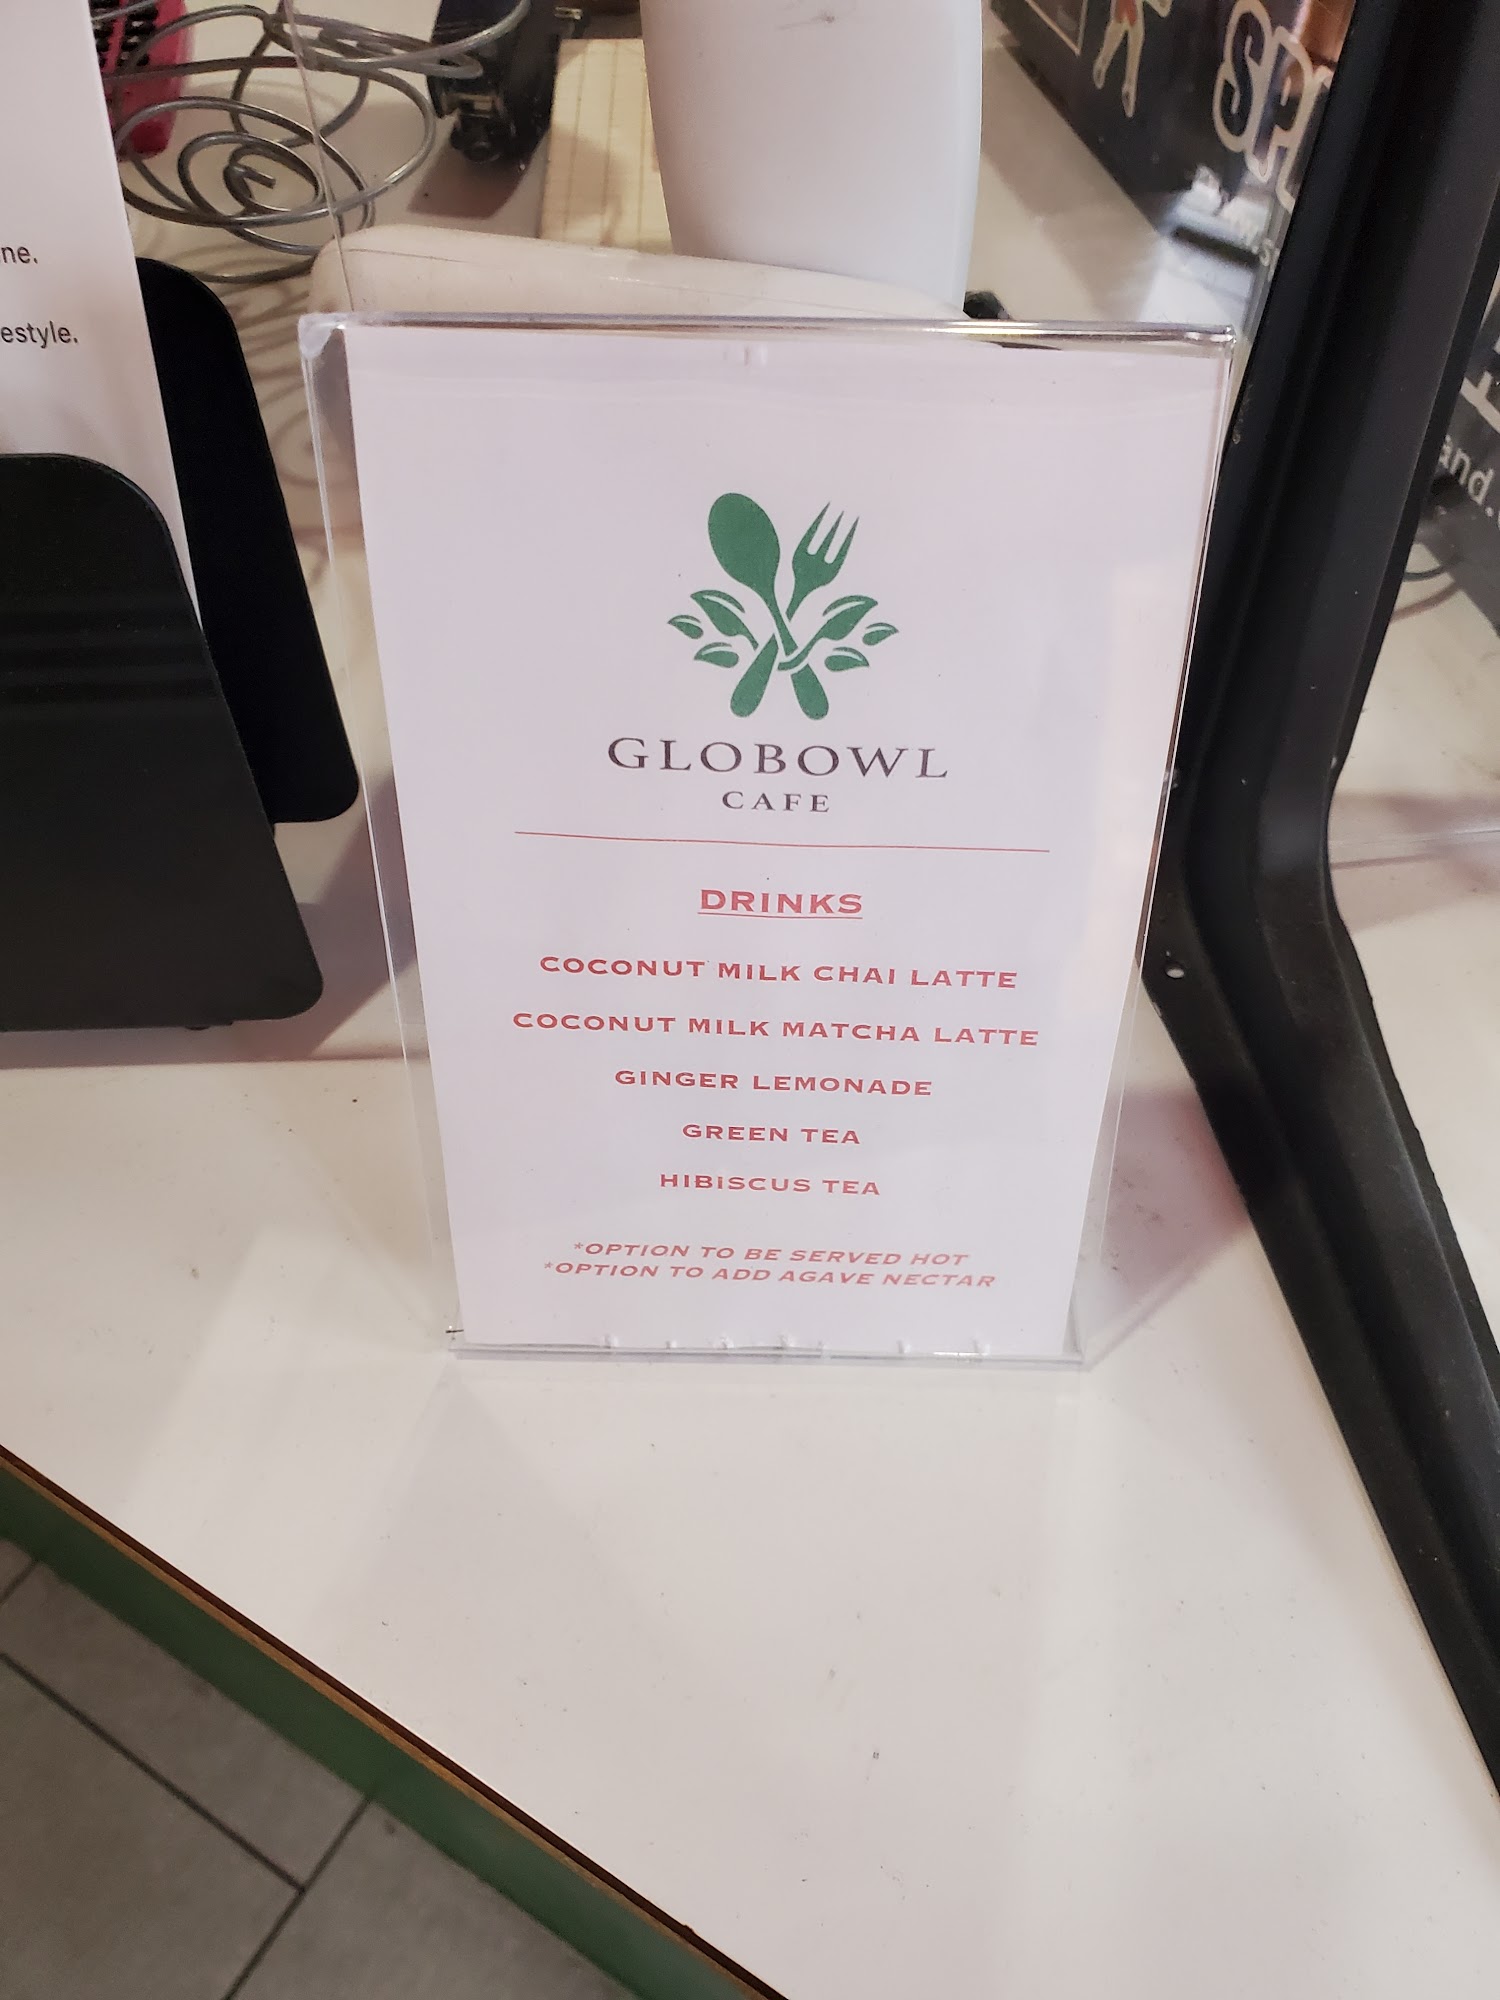 ne.
estyle.
GLOBOWL
CAFE
DRINKS
COCONUT MILK CHAI LATTE
COCONUT MILK MATCHA LATTE
GINGER LEMONADE
GREEN TEA
HIBiSCUS TEA
*OPTION TO BE SERVED HOT
*OPTION TO ADD AGAVE NECTAR
and.